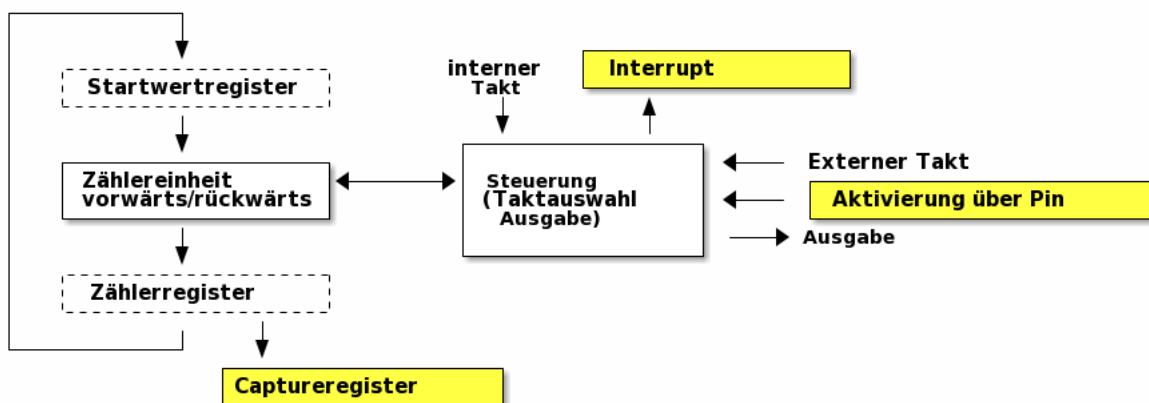 Startwertregister
interner
Takt
Interrupt
Zählereinheit
vorwärts/rückwärts
Steuerung
(Taktauswahl
Ausgabe)
Externer Takt
Aktivierung über Pin
Ausgabe
Zählerregister
Captureregister